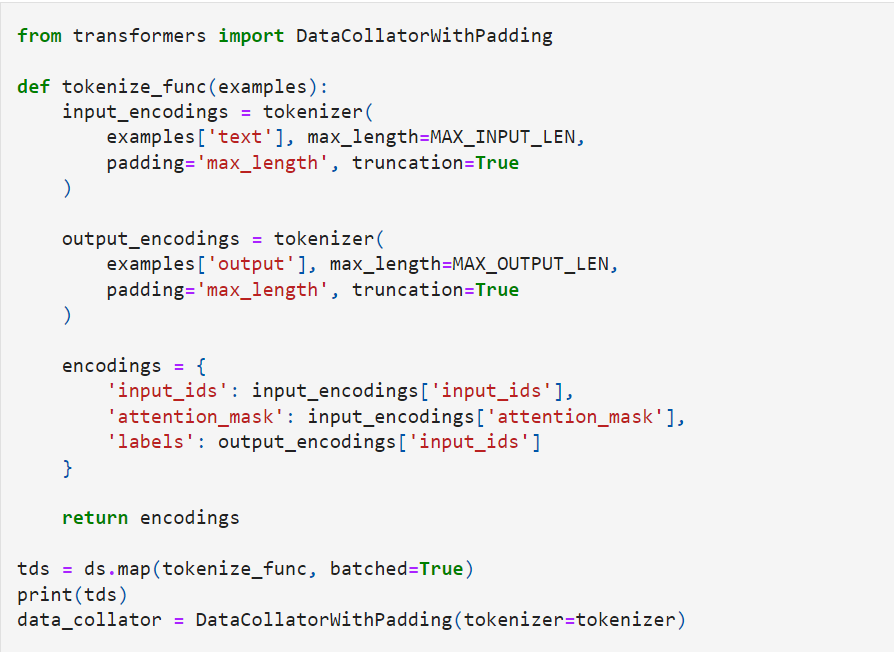 from transformers import DataCollatorWithPadding

def tokenize_func(examples):
    input_encodings = tokenizer(
        examples['text'], max_length=MAX_INPUT_LEN,
        padding='max_length', truncation=True
    )

    output_encodings = tokenizer(
        examples['output'], max_length=MAX_OUTPUT_LEN,
        padding='max_length', truncation=True
    )

    encodings = {
        'input_ids': input_encodings['input_ids'],
        'attention_mask': input_encodings['attention_mask'],
        'labels': output_encodings['input_ids']
    }

    return encodings

tds = ds.map(tokenize_func, batched=True)
print(tds)
data_collator = DataCollatorWithPadding(tokenizer=tokenizer)